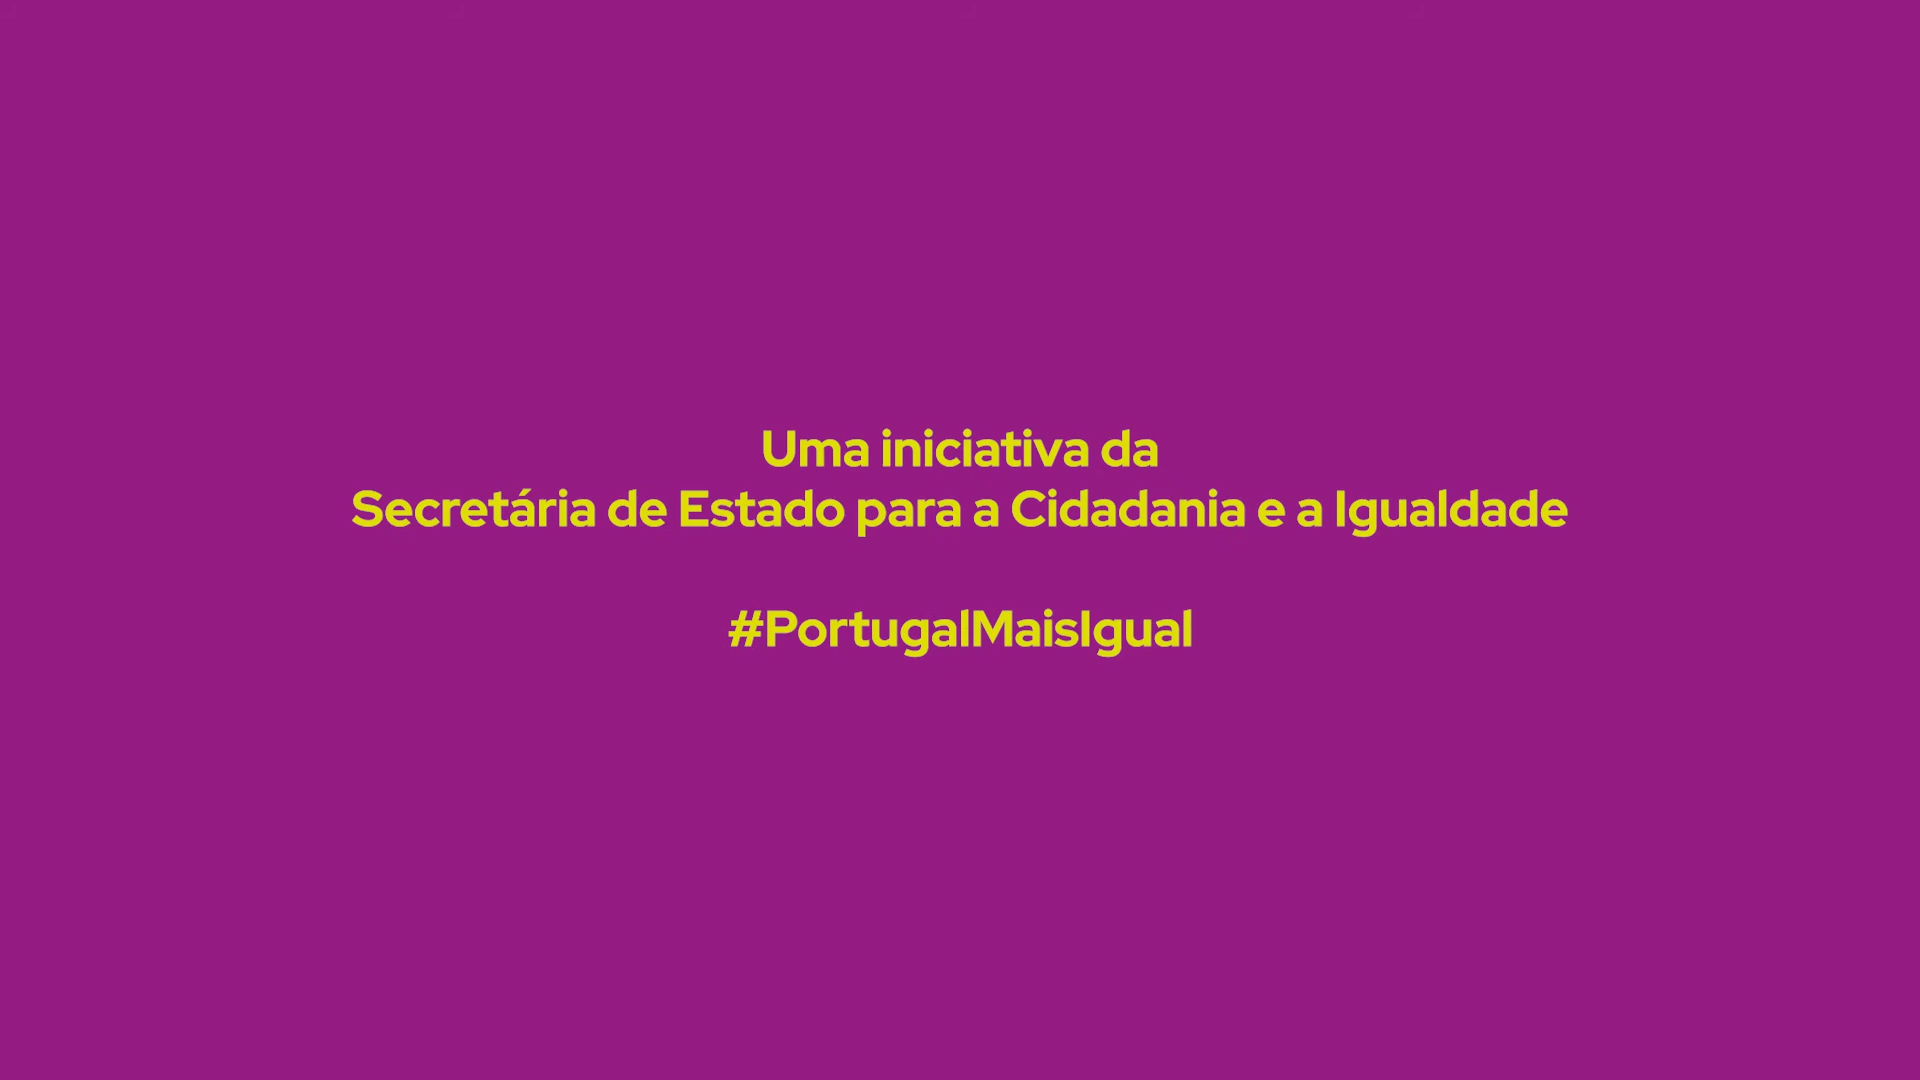 Uma iniciativa da
Secretária de Estado para a Cidadania e a Igualdade
#PortugalMaisIgual